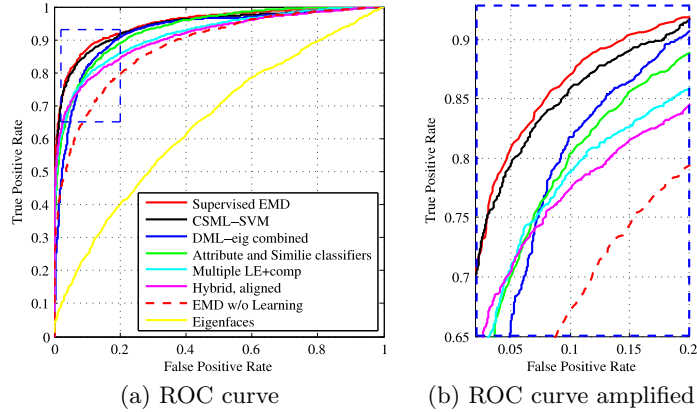 1
0.9
0.8
0.7
0.6
0.5
0.4
0.3
0.2
0.1
0
True Positive Rate
0 0.2 0.4 0.6 0.8 1
False Positive Rate
Supervised EMD
CSML−SVM
DML−eig combined
Attribute and Similie classifiers
Multiple LE+comp
Hybrid, aligned
EMD w/o Learning
Eigenfaces
(a) ROC curve
0.9
0.85
0.8
0.75
0.7
0.65
True Positive Rate
0.05 0.1 0.15 0.2
False Positive Rate
(b) ROC curve amplified